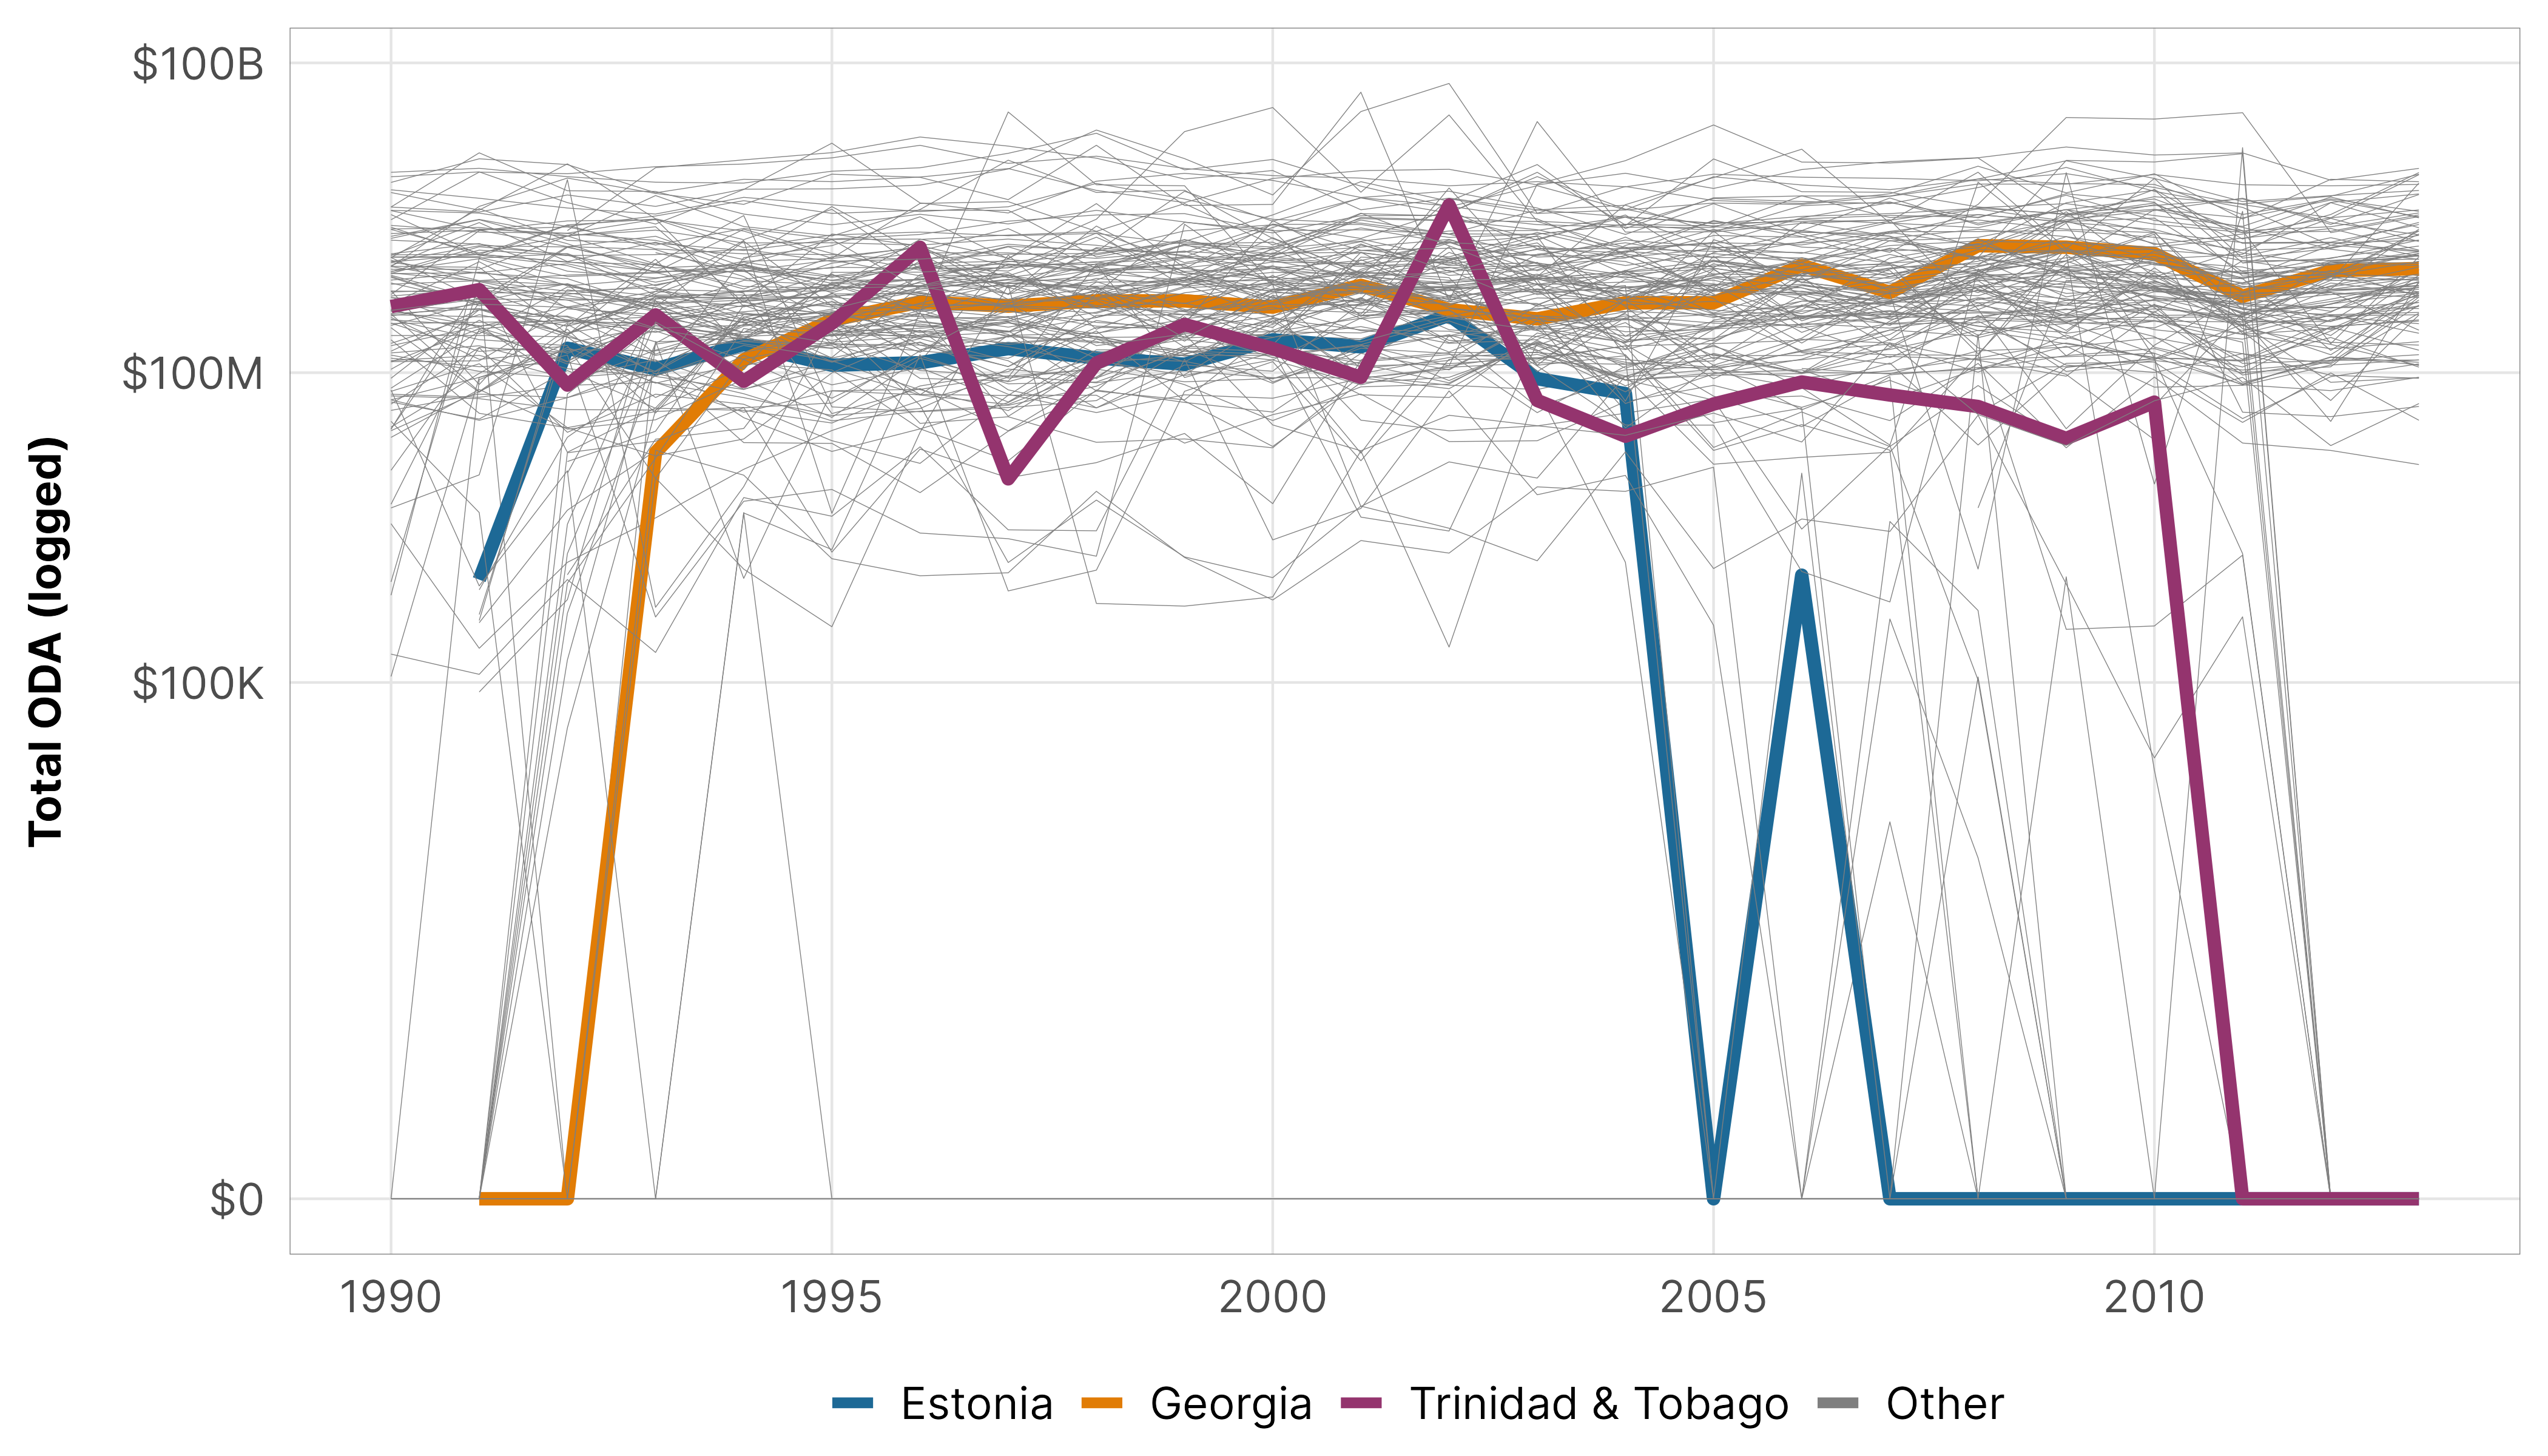 Total ODA (logged)
$100B
$100M
$100K
$0
1990 1995 2000 2005 2010
Estonia Georgia Trinidad & Tobago Other